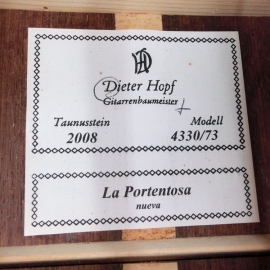 Dieter Hopf
Gitarrenbaumeister
Taunusstein Modell
2008 4330/73
La Portentosa
nueva